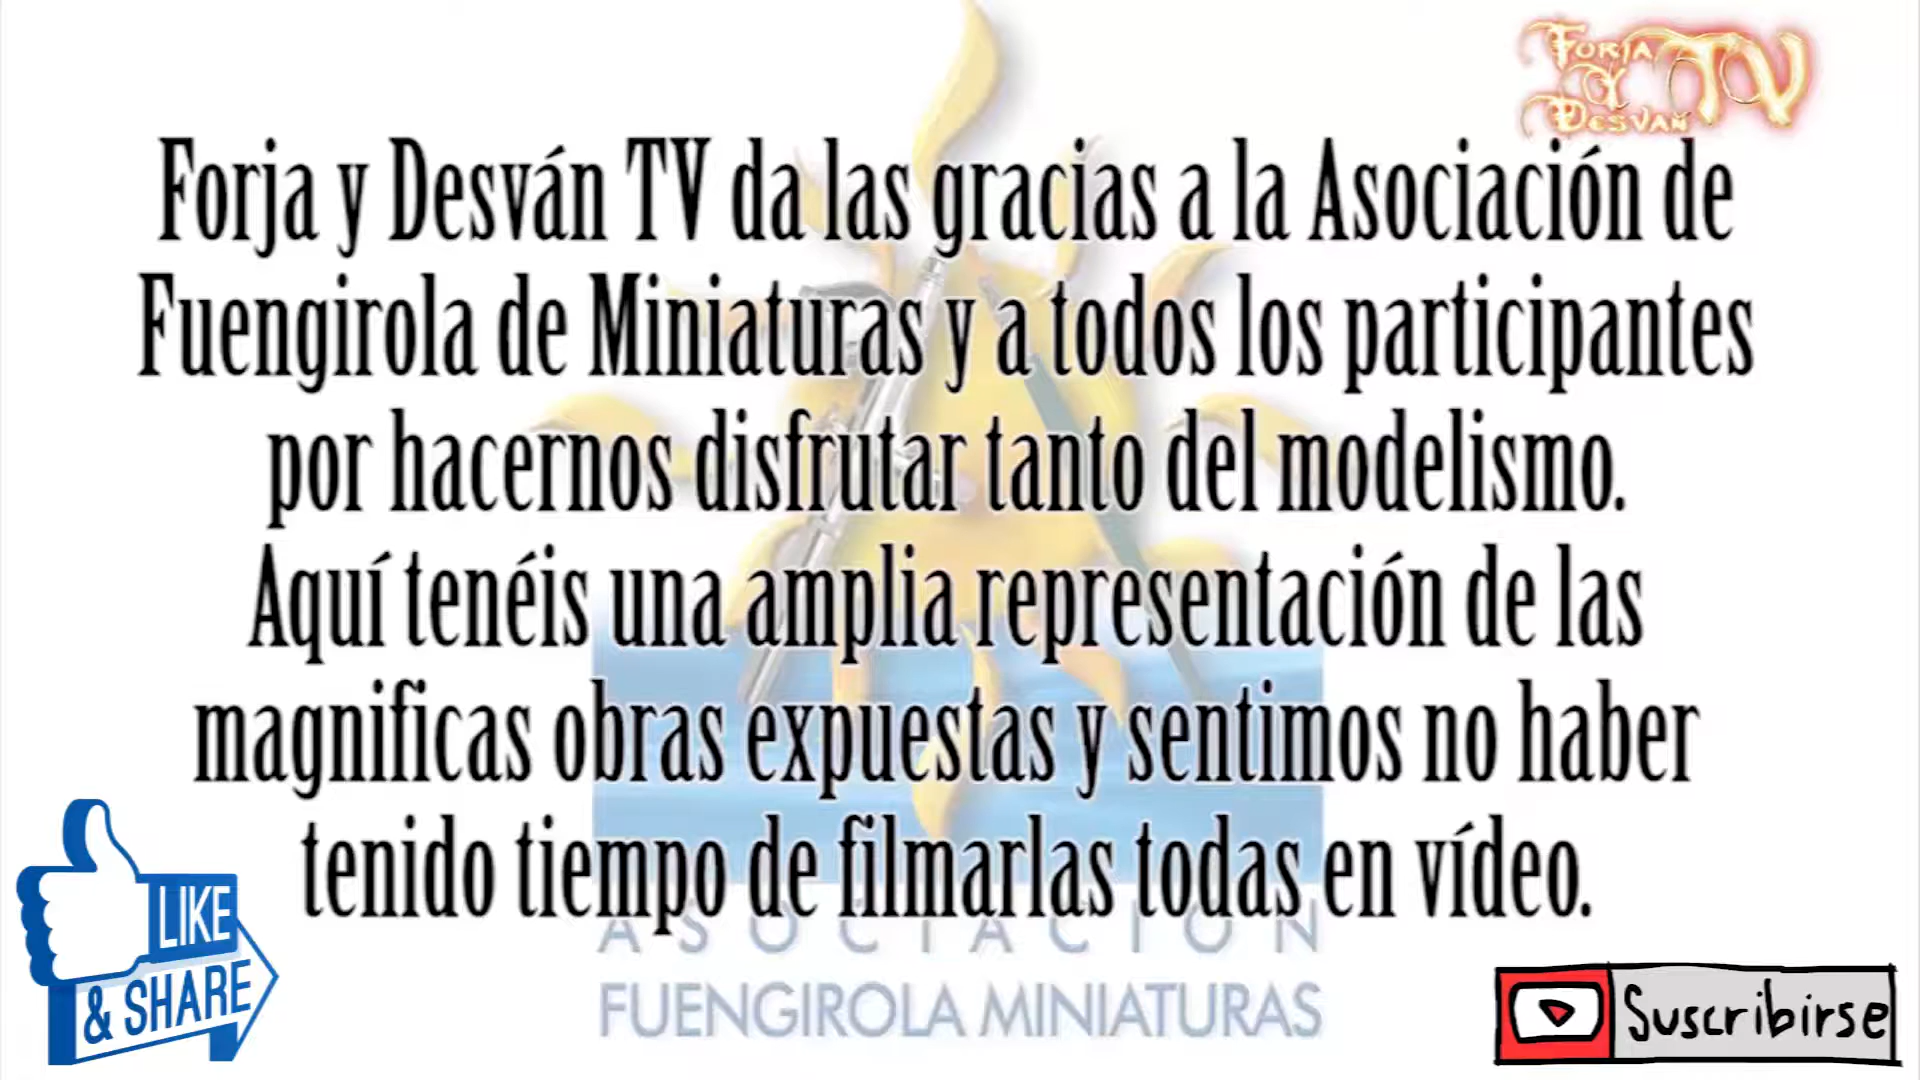 Forja y Desván TV
Forja y Desván TV da las gracias a la Asociación de
Fuengirola de Miniaturas y a todos los participantes
por hacernos disfrutar tanto del modelismo.
Aquí tenéis una amplia representación de las
magnificas obras expuestas y sentimos no haber
tenido tiempo de filmarlas todas en vídeo.
ASOCIACIÓN
FUENGIROLA MINIATURAS
LIKE
& SHARE
Suscribirse